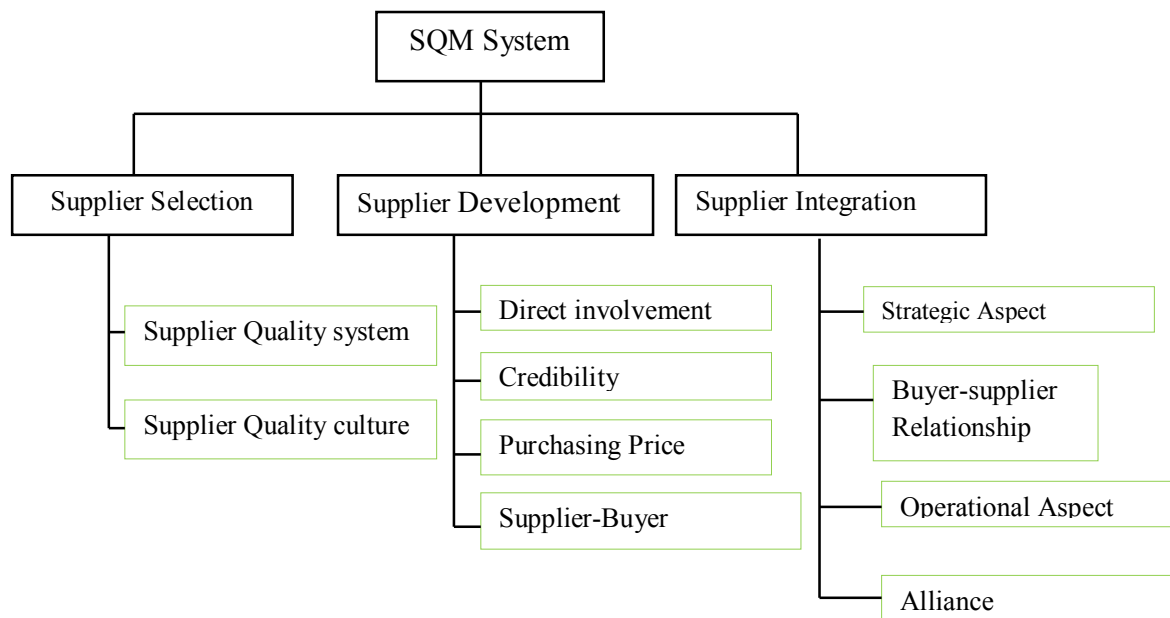 SQM System
Supplier Selection
Supplier Development
Supplier Integration
Supplier Quality system
Supplier Quality culture
Direct involvement
Credibility
Purchasing Price
Supplier-Buyer
Strategic Aspect
Buyer-supplier
Relationship
Operational Aspect
Alliance